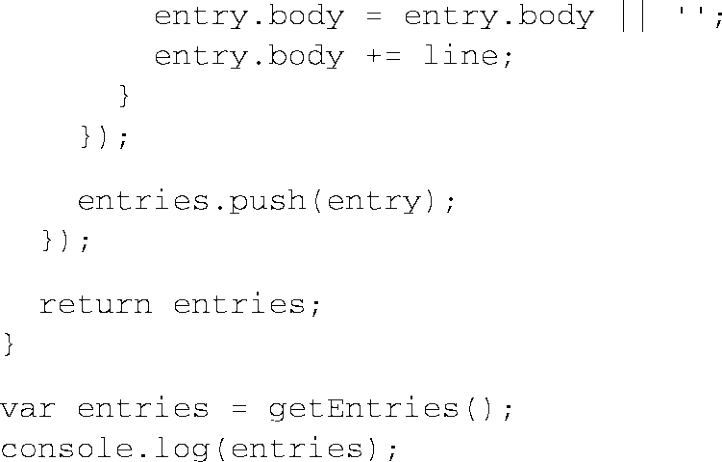 entry.body = entry.body || '';
        entry.body += line;
      }
    });
    entries.push(entry);
  });
  return entries;
}
var entries = getEntries();
console.log(entries);